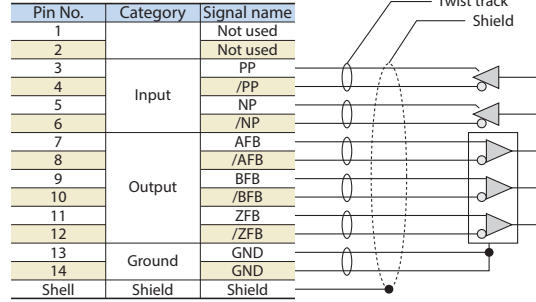 Twist track
Pin No. Category Signal name Shield
1 Not used
2 Not used
3 PP
4 /PP
Input
5 NP
6 /NP
7 AFB
8 /AFB
9 BFB
Output
10 /BFB
11 ZFB
12 /ZFB
13 GND
Ground
14 GND
Shell Shield Shield